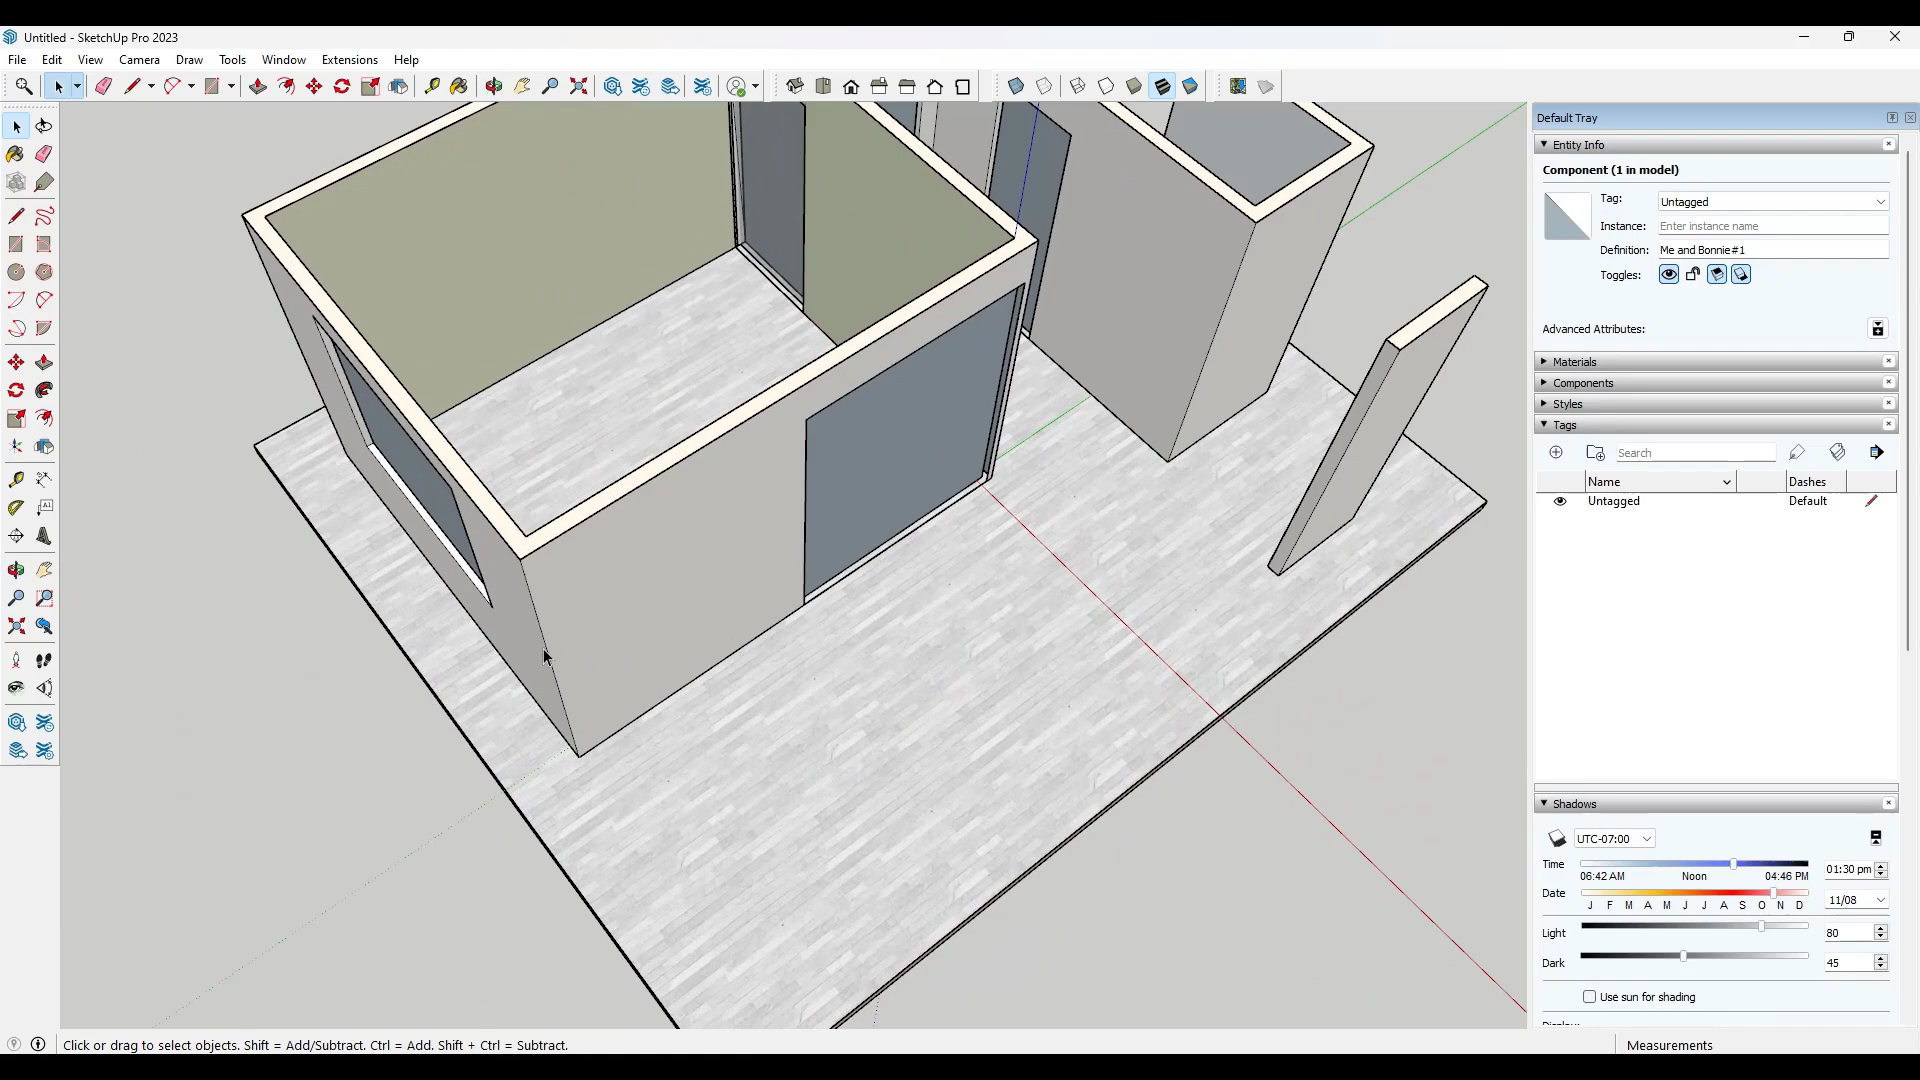 Untitled - SketchUp Pro 2023
File Edit View Camera Draw Tools Window Extensions Help
Default Tray
Entity Info
Component (1 in model)
Tag: Untagged
Instance: Enter instance name
Definition: Me and Bonnie#1
Toggles:
Advanced Attributes:
Materials
Components
Styles
Tags
Search
Name Dashes
Untagged Default
Shadows
UTC-07:00
Time 01:30 pm
06:42 AM Noon 04:46 PM
Date 11/08
J F M A M J J A S O N D
Light 80
Dark 45
Use sun for shading
Click or drag to select objects. Shift = Add/Subtract. Ctrl = Add. Shift + Ctrl = Subtract.
Measurements